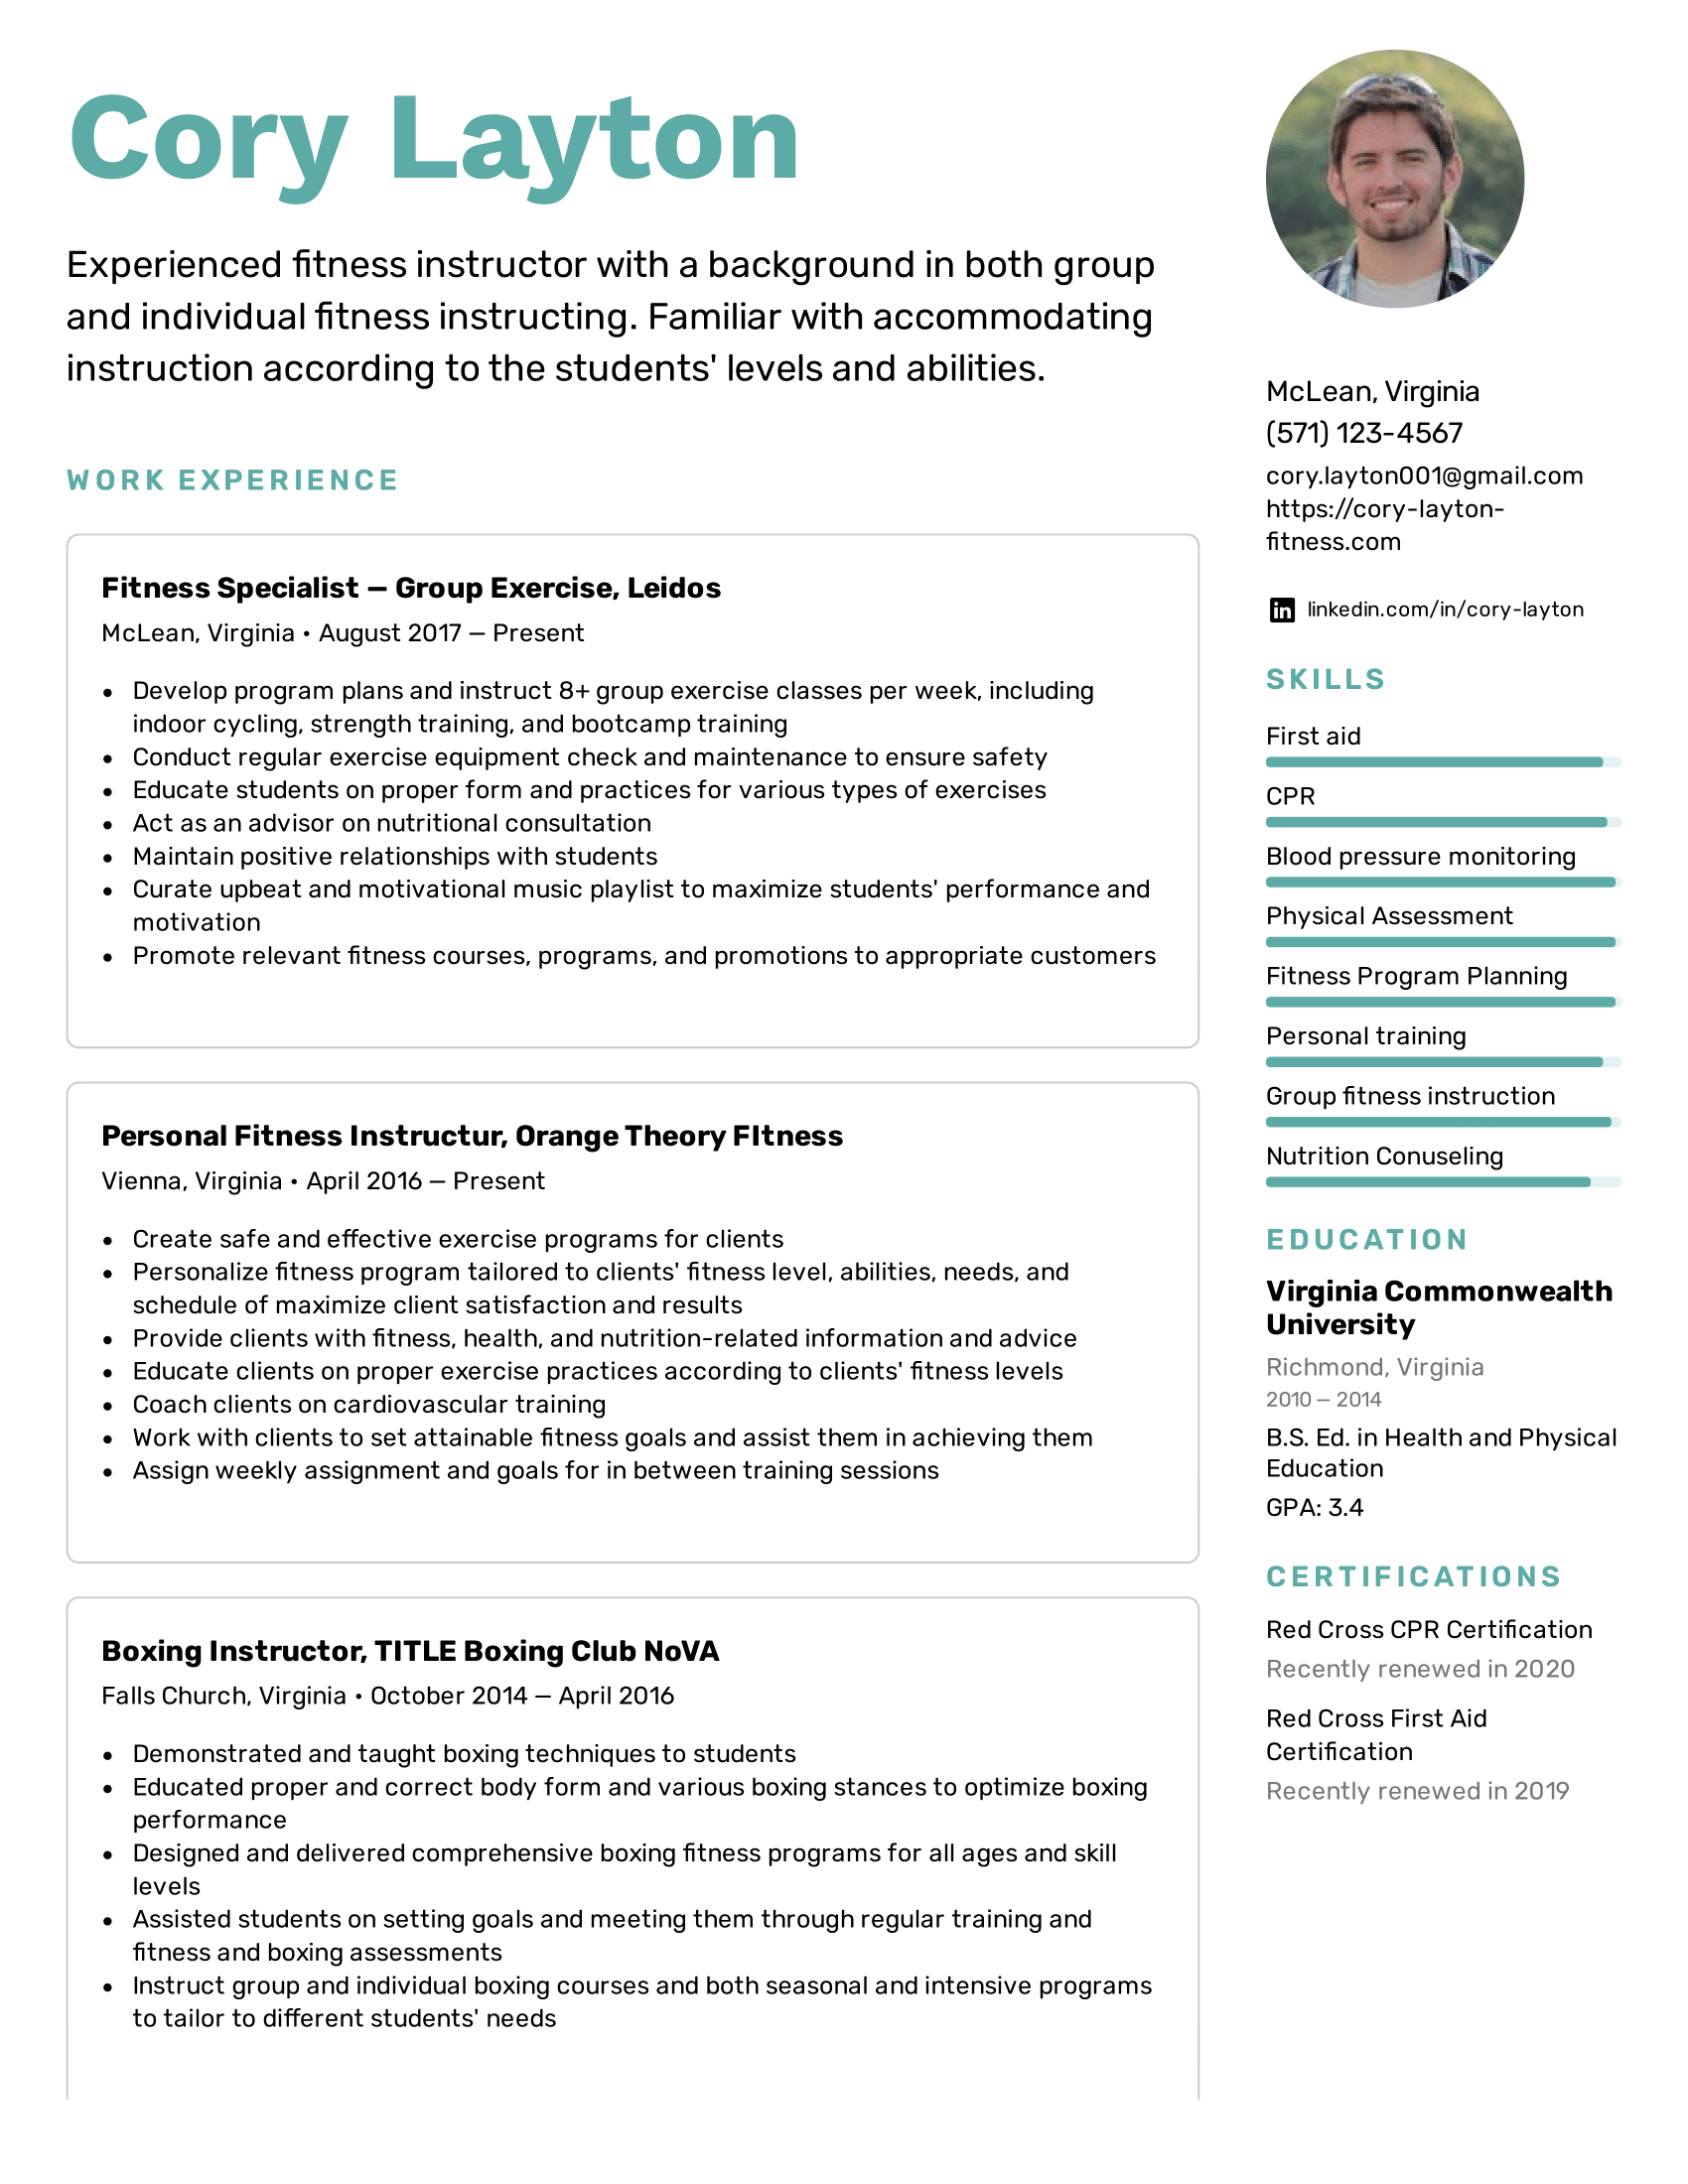 Cory Layton
Experienced fitness instructor with a background in both group
and individual fitness instructing. Familiar with accommodating
instruction according to the students' levels and abilities.
WORK EXPERIENCE
Fitness Specialist — Group Exercise, Leidos
McLean, Virginia • August 2017 — Present
• Develop program plans and instruct 8+ group exercise classes per week, including
indoor cycling, strength training, and bootcamp training
• Conduct regular exercise equipment check and maintenance to ensure safety
• Educate students on proper form and practices for various types of exercises
• Act as an advisor on nutritional consultation
• Maintain positive relationships with students
• Curate upbeat and motivational music playlist to maximize students' performance and
motivation
• Promote relevant fitness courses, programs, and promotions to appropriate customers
Personal Fitness Instructur, Orange Theory FItness
Vienna, Virginia • April 2016 — Present
• Create safe and effective exercise programs for clients
• Personalize fitness program tailored to clients' fitness level, abilities, needs, and
schedule of maximize client satisfaction and results
• Provide clients with fitness, health, and nutrition-related information and advice
• Educate clients on proper exercise practices according to clients' fitness levels
• Coach clients on cardiovascular training
• Work with clients to set attainable fitness goals and assist them in achieving them
• Assign weekly assignment and goals for in between training sessions
Boxing Instructor, TITLE Boxing Club NoVA
Falls Church, Virginia • October 2014 — April 2016
• Demonstrated and taught boxing techniques to students
• Educated proper and correct body form and various boxing stances to optimize boxing
performance
• Designed and delivered comprehensive boxing fitness programs for all ages and skill
levels
• Assisted students on setting goals and meeting them through regular training and
fitness and boxing assessments
• Instruct group and individual boxing courses and both seasonal and intensive programs
to tailor to different students' needs
McLean, Virginia
(571) 123-4567
cory.layton001@gmail.com
https://cory-layton-
fitness.com
in linkedin.com/in/cory-layton
SKILLS
First aid
CPR
Blood pressure monitoring
Physical Assessment
Fitness Program Planning
Personal training
Group fitness instruction
Nutrition Conuseling
EDUCATION
Virginia Commonwealth
University
Richmond, Virginia
2010 — 2014
B.S. Ed. in Health and Physical
Education
GPA: 3.4
CERTIFICATIONS
Red Cross CPR Certification
Recently renewed in 2020
Red Cross First Aid
Certification
Recently renewed in 2019